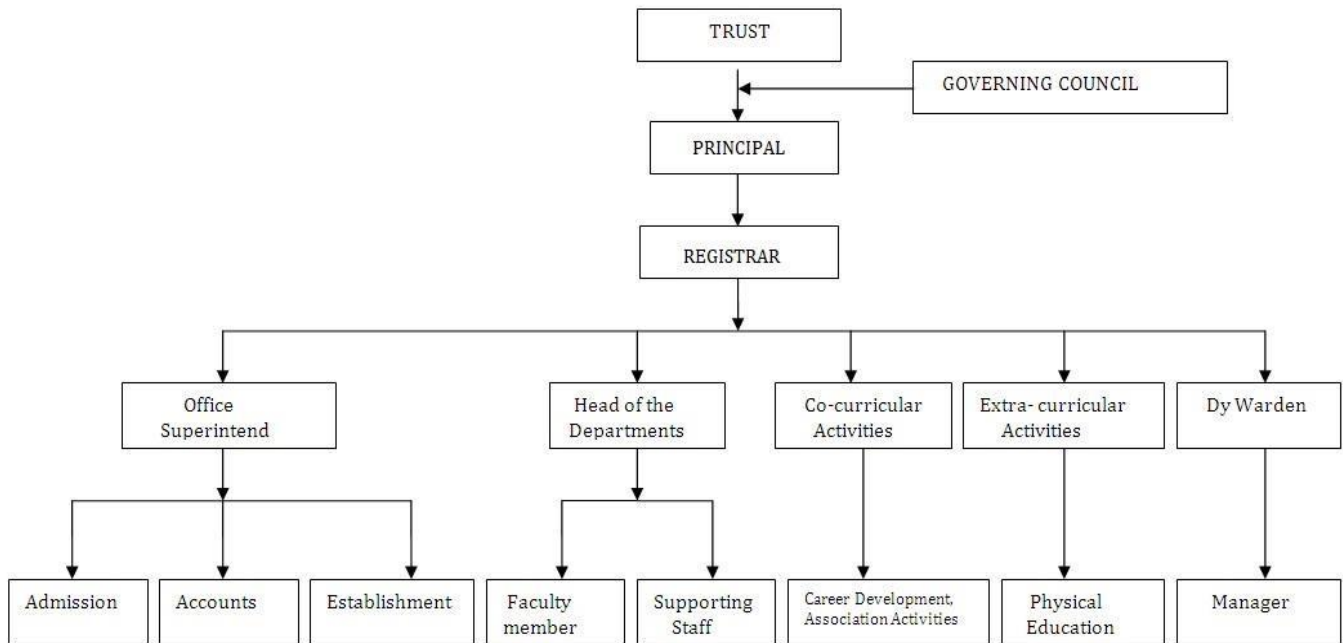 TRUST
GOVERNING COUNCIL
PRINCIPAL
REGISTRAR
Office
Superintend
Head of the
Departments
Co-curricular
Activities
Extra- curricular
Activities
Dy Warden
Admission
Accounts
Establishment
Faculty
member
Supporting
Staff
Career Development,
Association Activities
Physical
Education
Manager